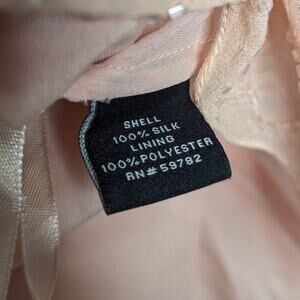 SHELL
100% SILK
LINING
100% POLYESTER
RN# 59782